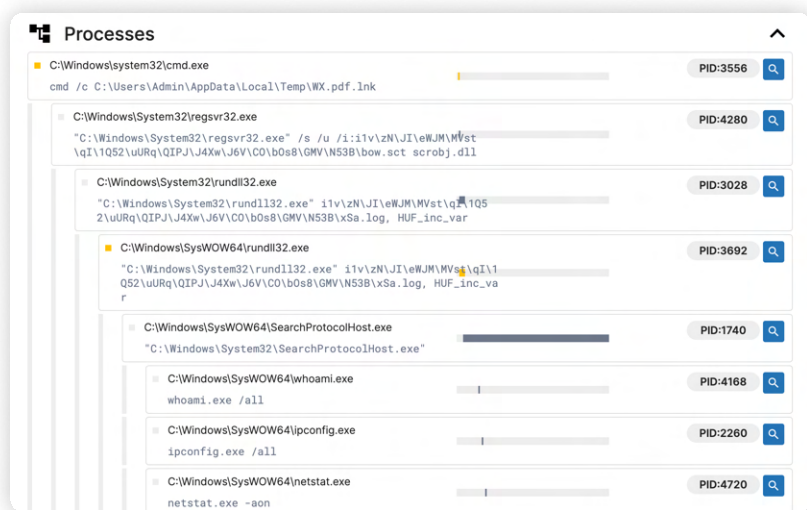 Processes
C:\Windows\system32\cmd.exe
PID:3556
cmd /c C:\Users\Admin\AppData\Local\Temp\WX.pdf.lnk
C:\Windows\System32\regsvr32.exe
PID:4280
"C:\Windows\System32\regsvr32.exe" /s /u /i:i1v\zN\JI\eWJM\MVst
\qI\1Q52\uURq\QIPJ\J4Xw\J6V\CO\bOs8\GMV\N53B\bow.sct scrobj.dll
C:\Windows\System32\rundll32.exe
PID:3028
"C:\Windows\System32\rundll32.exe" i1v\zN\JI\eWJM\MVst\qI\1Q5
2\uURq\QIPJ\J4Xw\J6V\CO\bOs8\GMV\N53B\xSa.log, HUF_inc_var
C:\Windows\SysWOW64\rundll32.exe
PID:3692
"C:\Windows\System32\rundll32.exe" i1v\zN\JI\eWJM\MVst\qI\1
Q52\uURq\QIPJ\J4Xw\J6V\CO\bOs8\GMV\N53B\xSa.log, HUF_inc_va
r
C:\Windows\SysWOW64\SearchProtocolHost.exe
PID:1740
"C:\Windows\System32\SearchProtocolHost.exe"
C:\Windows\SysWOW64\whoami.exe
PID:4168
whoami.exe /all
C:\Windows\SysWOW64\ipconfig.exe
PID:2260
ipconfig.exe /all
C:\Windows\SysWOW64\netstat.exe
PID:4720
netstat.exe -aon